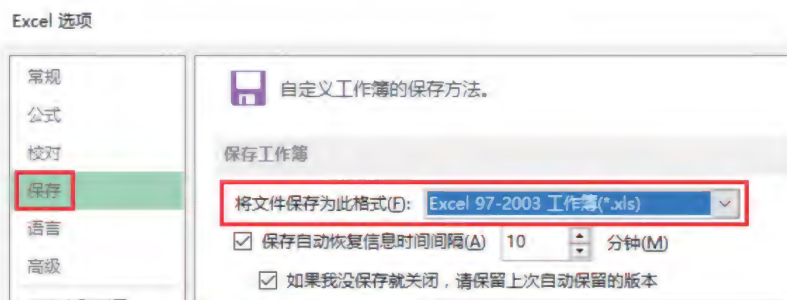 Excel 选项
常规
公式
校对
保存
语言
高级
自定义工作簿的保存方法。
保存工作簿
将文件保存为此格式(F): Excel 97-2003 工作簿(*.xls)
保存自动恢复信息时间间隔(A) 10 分钟(M)
如果我没保存就关闭，请保留上次自动保留的版本